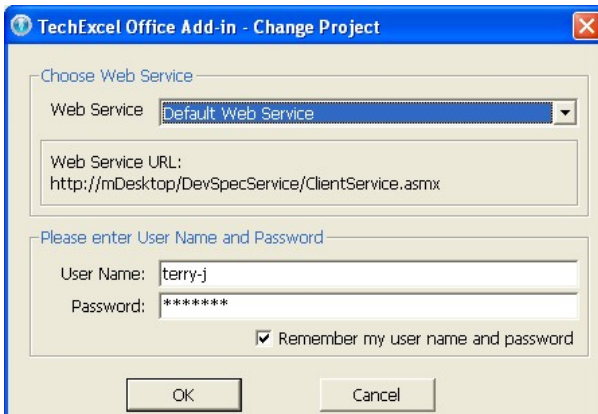 TechExcel Office Add-in - Change Project
Choose Web Service
Web Service Default Web Service
Web Service URL:
http://mDesktop/DevSpecService/ClientService.asmx
Please enter User Name and Password
User Name: terry-j
Password: *******
Remember my user name and password
OK Cancel